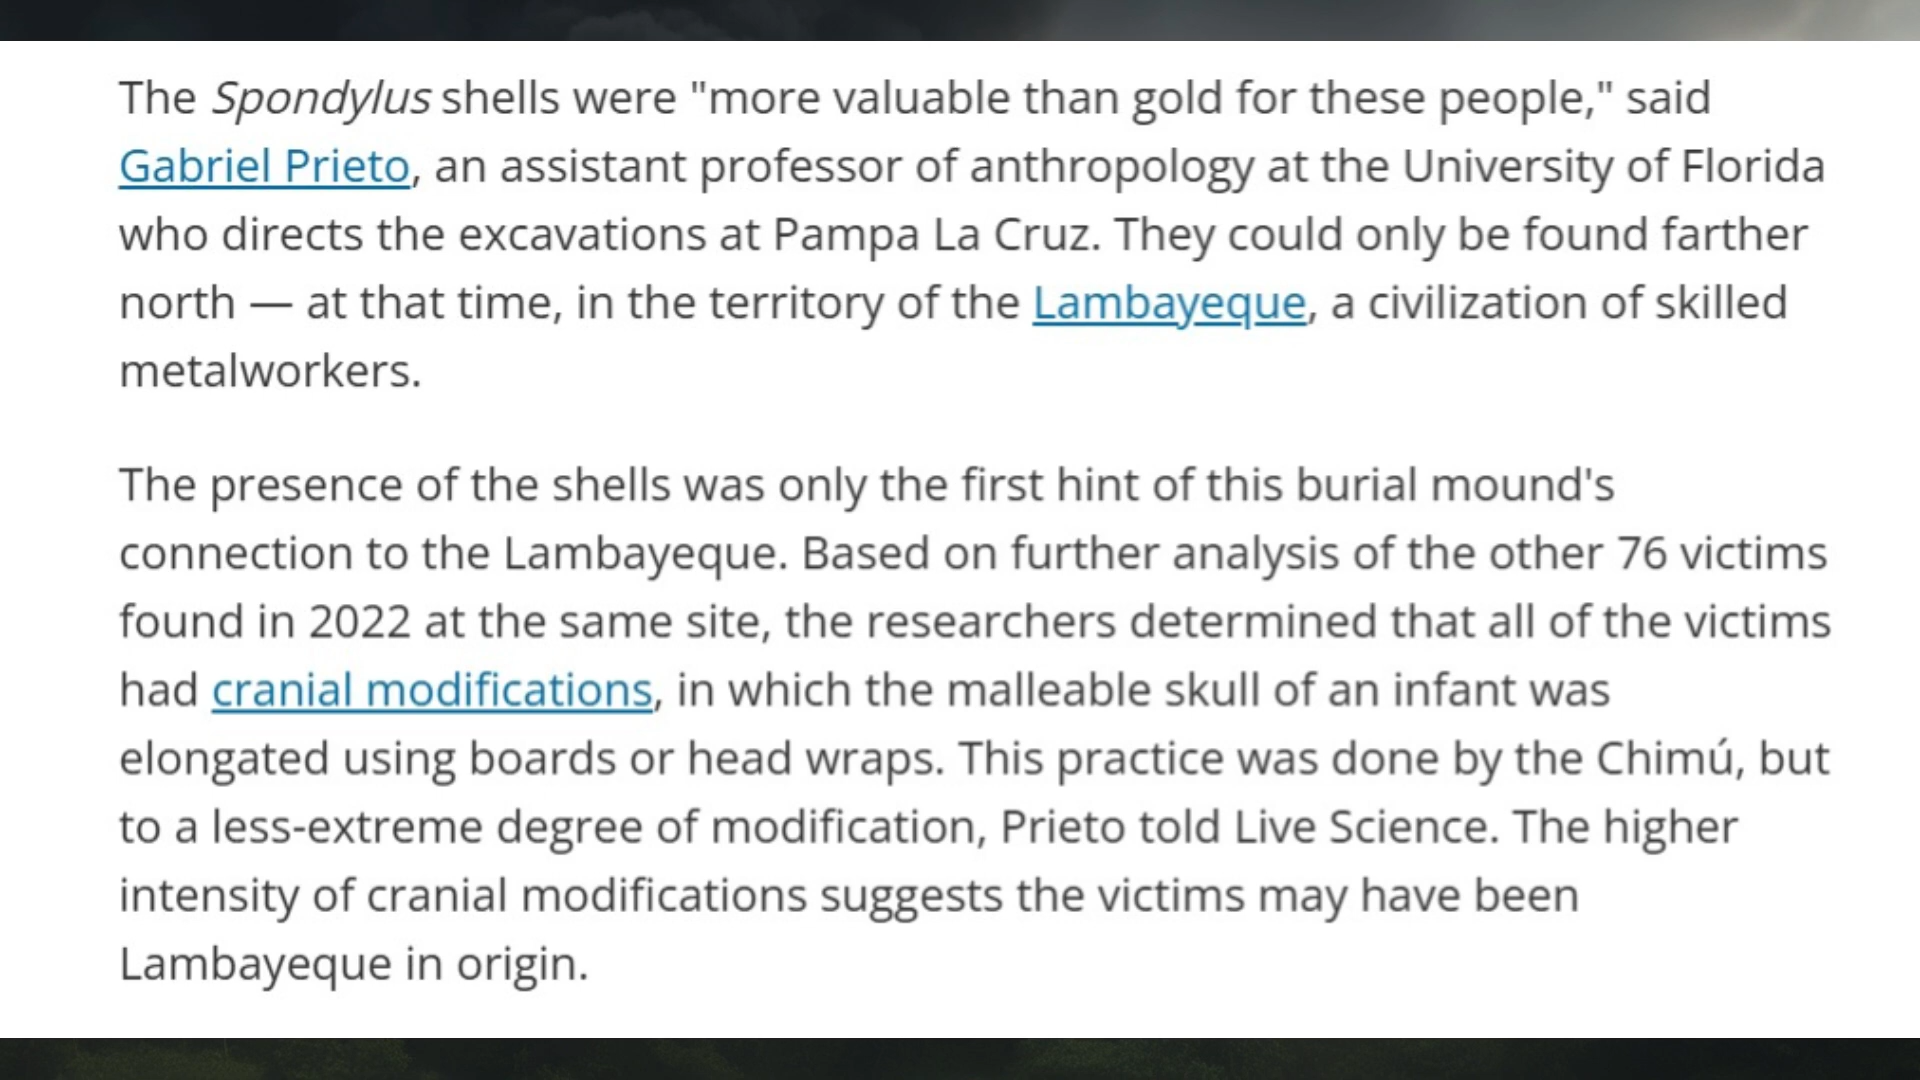 The Spondylus shells were "more valuable than gold for these people," said
Gabriel Prieto, an assistant professor of anthropology at the University of Florida
who directs the excavations at Pampa La Cruz. They could only be found farther
north — at that time, in the territory of the Lambayeque, a civilization of skilled
metalworkers.
The presence of the shells was only the first hint of this burial mound's
connection to the Lambayeque. Based on further analysis of the other 76 victims
found in 2022 at the same site, the researchers determined that all of the victims
had cranial modifications, in which the malleable skull of an infant was
elongated using boards or head wraps. This practice was done by the Chimú, but
to a less-extreme degree of modification, Prieto told Live Science. The higher
intensity of cranial modifications suggests the victims may have been
Lambayeque in origin.